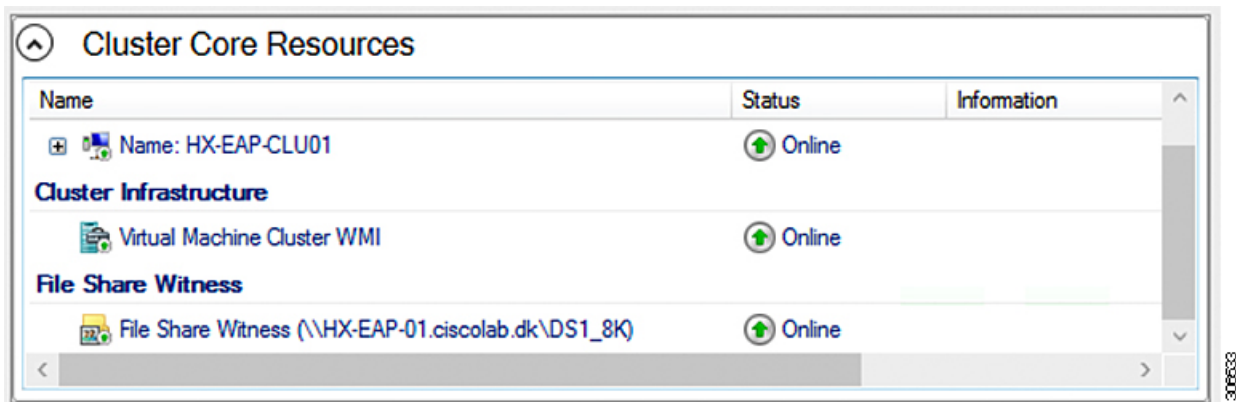 Cluster Core Resources
Name Status Information
Name: HX-EAP-CLU01 Online
Cluster Infrastructure
Virtual Machine Cluster WMI Online
File Share Witness
File Share Witness (\\HX-EAP-01.ciscolab.dk\DS1_8K) Online
306633